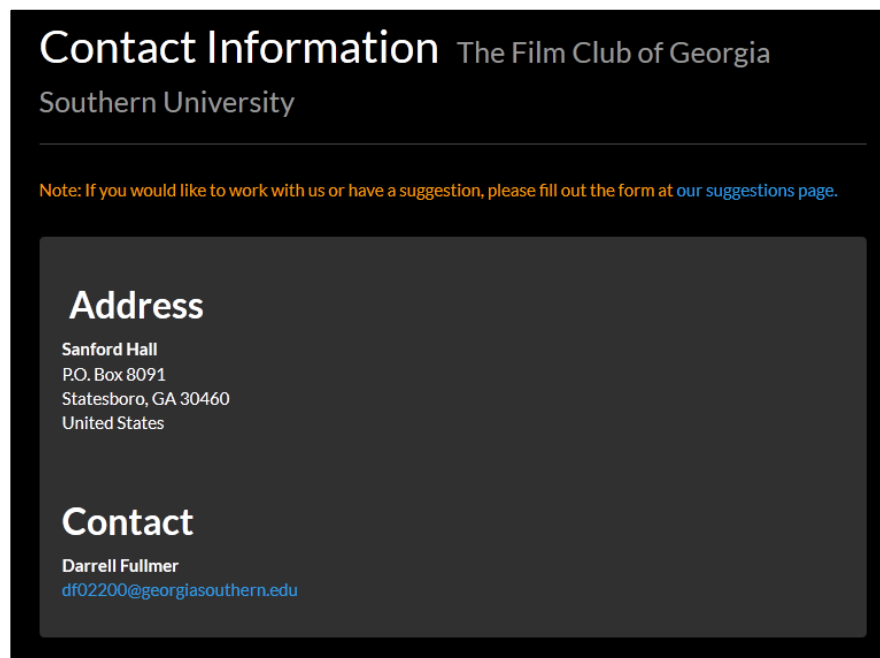 Contact Information The Film Club of Georgia
Southern University
Note: If you would like to work with us or have a suggestion, please fill out the form at our suggestions page.
Address
Sanford Hall
P.O. Box 8091
Statesboro, GA 30460
United States
Contact
Darrell Fullmer
df02200@georgiasouthern.edu